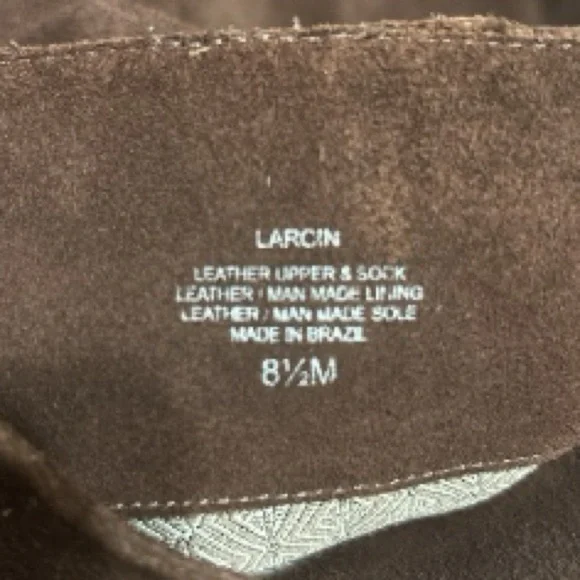 LARCIN
LEATHER UPPER & SOCK
LEATHER / MAN MADE LINING
LEATHER / MAN MADE SOLE
MADE IN BRAZIL
8½M